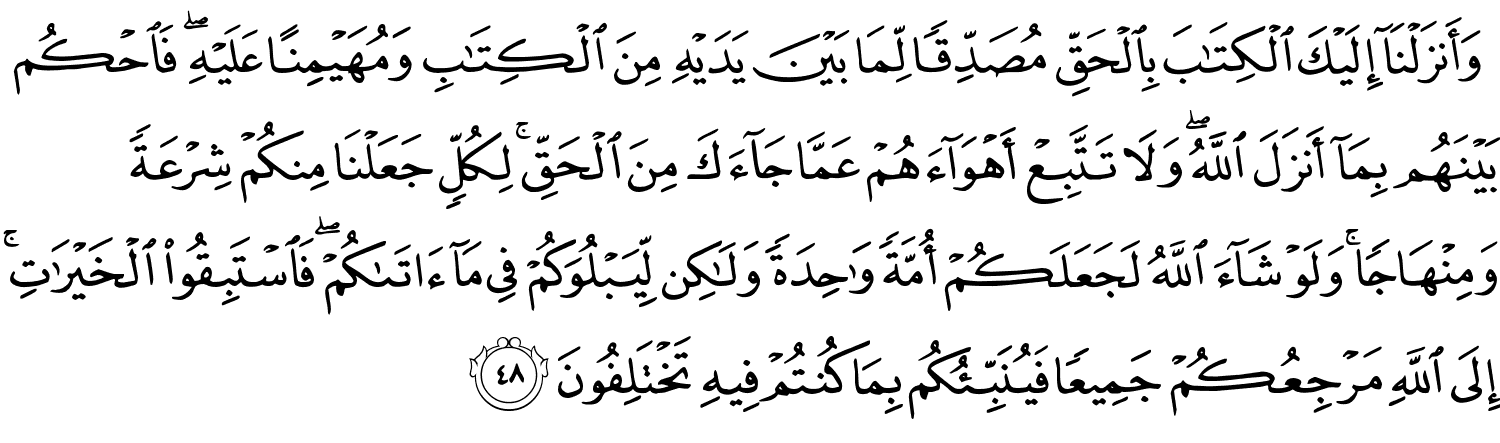 وَأَنزَلْنَآ إِلَيْكَ ٱلْكِتَٰبَ بِٱلْحَقِّ مُصَدِّقًا لِّمَا بَيْنَ يَدَيْهِ مِنَ ٱلْكِتَٰبِ وَمُهَيْمِنًا عَلَيْهِ ۖ فَٱحْكُم
بَيْنَهُم بِمَآ أَنزَلَ ٱللَّهُ ۖ وَلَا تَتَّبِعْ أَهْوَآءَهُمْ عَمَّا جَآءَكَ مِنَ ٱلْحَقِّ ۚ لِكُلٍّ جَعَلْنَا مِنكُمْ شِرْعَةً
وَمِنْهَاجًا ۚ وَلَوْ شَآءَ ٱللَّهُ لَجَعَلَكُمْ أُمَّةً وَٰحِدَةً وَلَٰكِن لِّيَبْلُوَكُمْ فِى مَآ ءَاتَىٰكُمْ ۖ فَٱسْتَبِقُوا۟ ٱلْخَيْرَٰتِ ۚ
إِلَى ٱللَّهِ مَرْجِعُكُمْ جَمِيعًا فَيُنَبِّئُكُم بِمَا كُنتُمْ فِيهِ تَخْتَلِفُونَ ٤٨